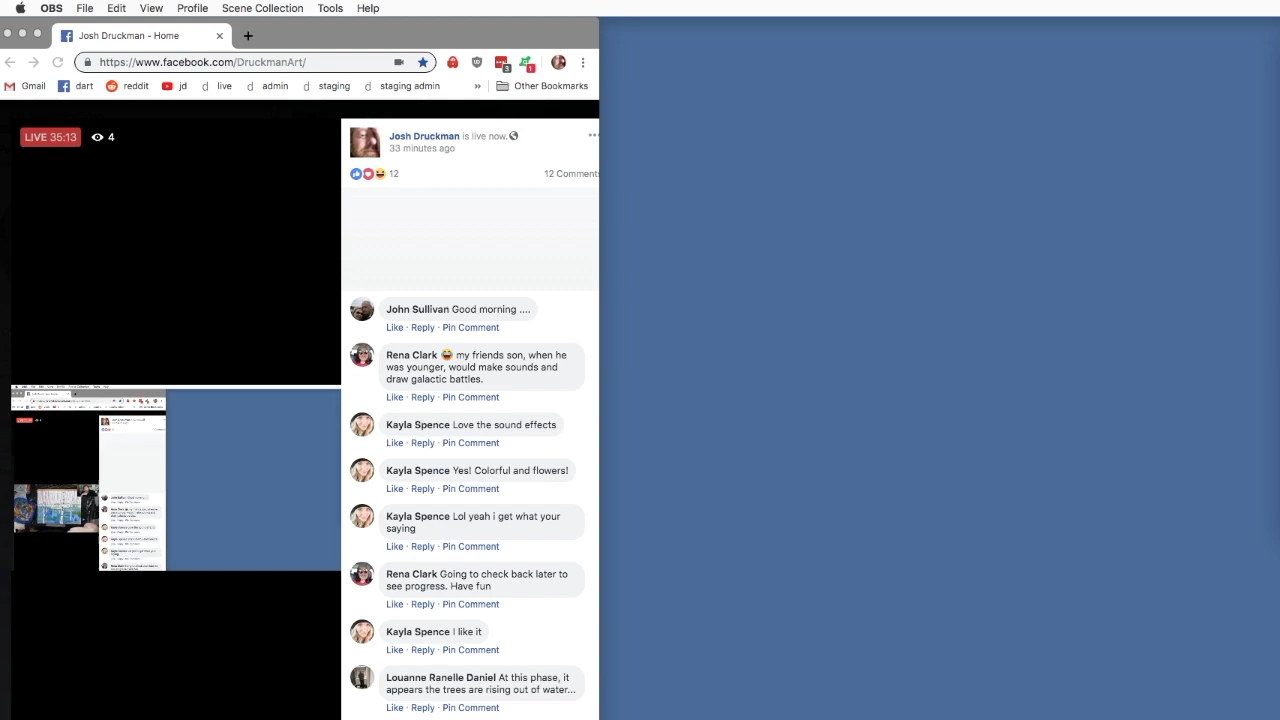 OBS File Edit View Profile Scene Collection Tools Help
Josh Druckman - Home
https://www.facebook.com/DruckmanArt/
3
1
Gmail dart reddit jd live admin staging staging admin » Other Bookmarks
LIVE 35:13 4
Josh Druckman is live now.
33 minutes ago
12 12 Comments
John Sullivan Good morning ....
Like · Reply · Pin Comment
Rena Clark my friends son, when he
was younger, would make sounds and
draw galactic battles.
Like · Reply · Pin Comment
Kayla Spence Love the sound effects
Like · Reply · Pin Comment
Kayla Spence Yes! Colorful and flowers!
Like · Reply · Pin Comment
Kayla Spence Lol yeah i get what your
saying
Like · Reply · Pin Comment
Rena Clark Going to check back later to
see progress. Have fun
Like · Reply · Pin Comment
Kayla Spence I like it
Like · Reply · Pin Comment
Louanne Ranelle Daniel At this phase, it
appears the trees are rising out of water...
Like · Reply · Pin Comment